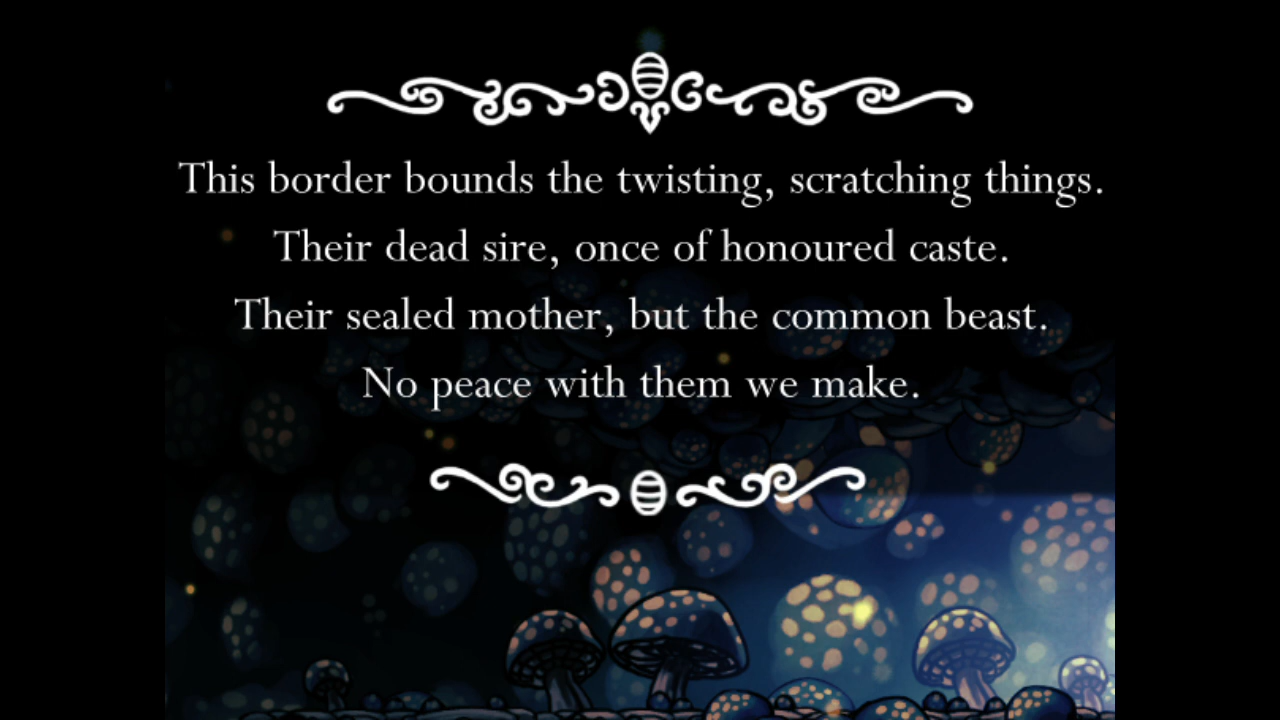 This border bounds the twisting, scratching things.
Their dead sire, once of honoured caste.
Their sealed mother, but the common beast.
No peace with them we make.